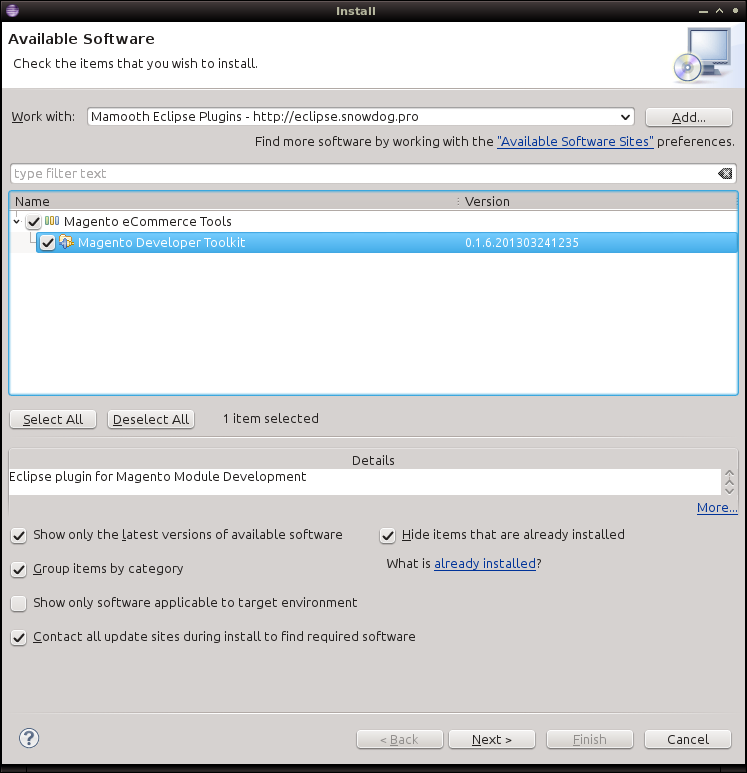 Install
Available Software
Check the items that you wish to install.
Work with: Mamooth Eclipse Plugins - http://eclipse.snowdog.pro Add...
Find more software by working with the "Available Software Sites" preferences.
type filter text
Name Version
Magento eCommerce Tools
Magento Developer Toolkit 0.1.6.201303241235
Select All Deselect All 1 item selected
Details
Eclipse plugin for Magento Module Development
More...
Show only the latest versions of available software Hide items that are already installed
Group items by category What is already installed?
Show only software applicable to target environment
Contact all update sites during install to find required software
? < Back Next > Finish Cancel